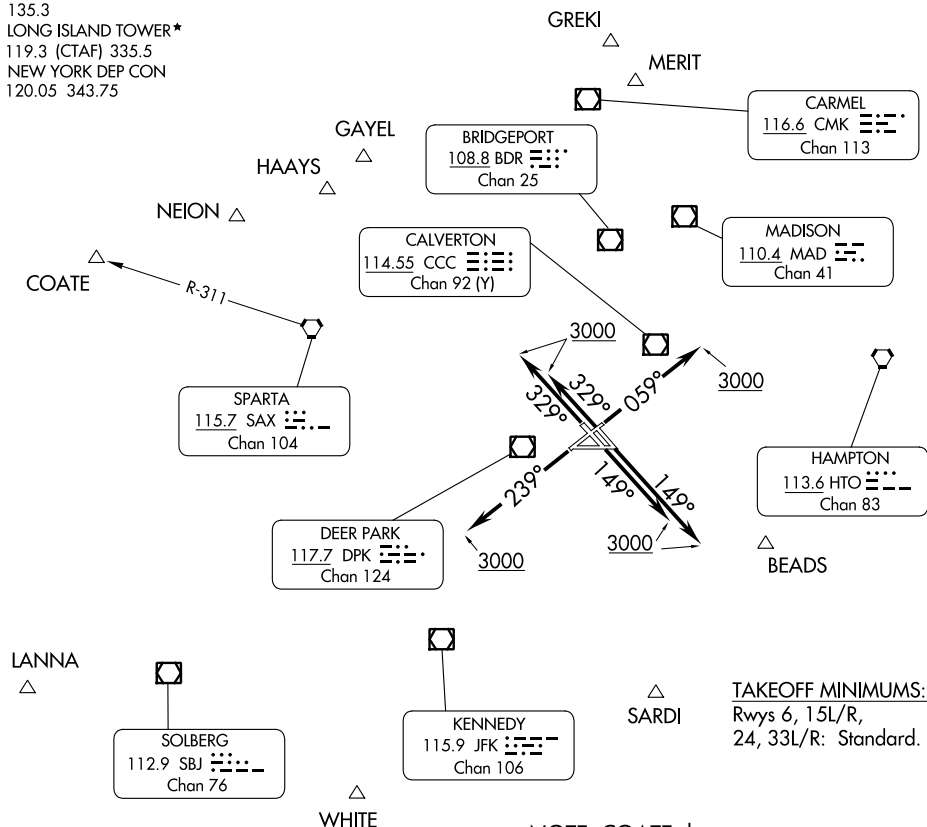 135.3
LONG ISLAND TOWER★
119.3 (CTAF) 335.5
NEW YORK DEP CON
120.05 343.75
GREKI
MERIT
CARMEL
116.6 CMK
Chan 113
BRIDGEPORT
108.8 BDR
Chan 25
GAYEL
HAAYS
NEION
COATE
R-311
CALVERTON
114.55 CCC
Chan 92 (Y)
MADISON
110.4 MAD
Chan 41
SPARTA
115.7 SAX
Chan 104
3000
329°
329°
059°
3000
HAMPTON
113.6 HTO
Chan 83
239°
149°
149°
DEER PARK
117.7 DPK
Chan 124
3000
3000
BEADS
LANNA
SOLBERG
112.9 SBJ
Chan 76
KENNEDY
115.9 JFK
Chan 106
SARDI
TAKEOFF MINIMUMS:
Rwys 6, 15L/R,
24, 33L/R: Standard.
WHITE